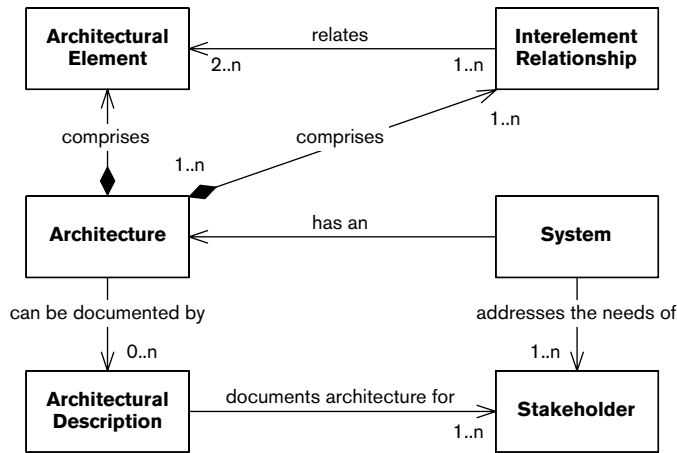 Architectural
Element
relates
2..n
1..n
Interelement
Relationship
comprises
1..n
comprises
1..n
Architecture
has an
System
can be documented by
0..n
addresses the needs of
1..n
Architectural
Description
documents architecture for
1..n
Stakeholder